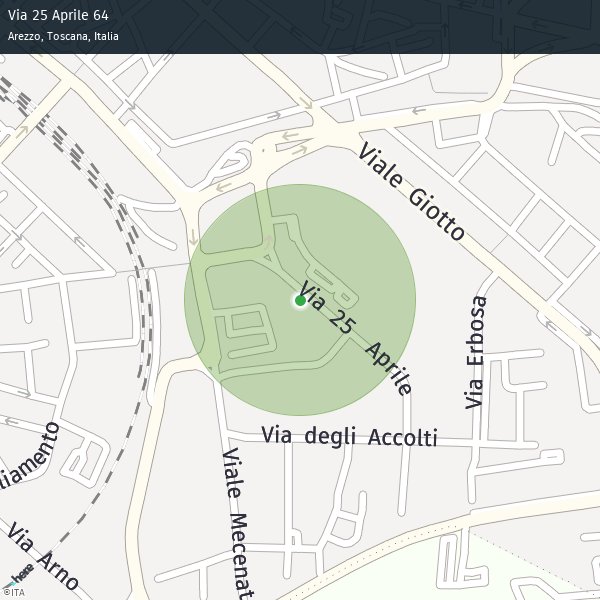 Via 25 Aprile 64
Arezzo, Toscana, Italia
Viale Giotto
Via 25 Aprile
Via Erbosa
Via degli Accolti
liamento
Viale Mecenat
Via Arno
here
©ITA